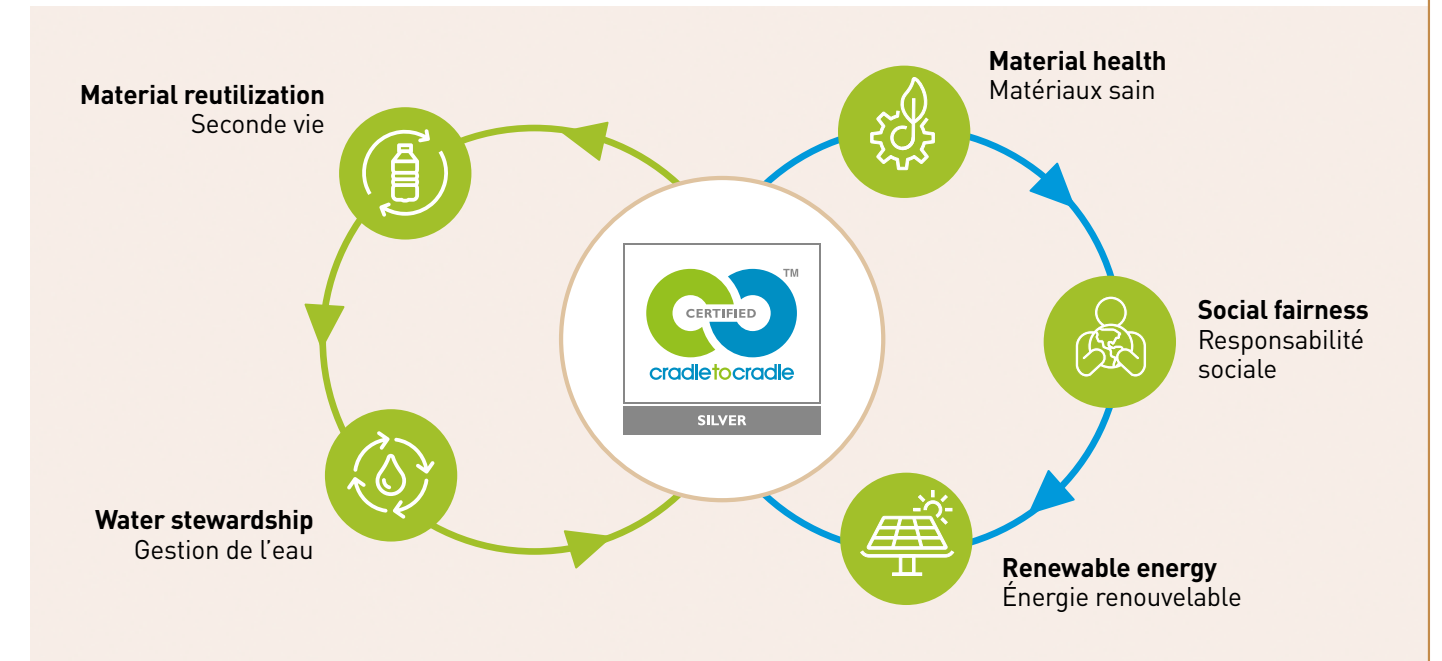 Material reutilization
Seconde vie
Material health
Matériaux sain
TM
CERTIFIED
cradletocradle
SILVER
Social fairness
Responsabilité
sociale
Water stewardship
Gestion de l'eau
Renewable energy
Énergie renouvelable